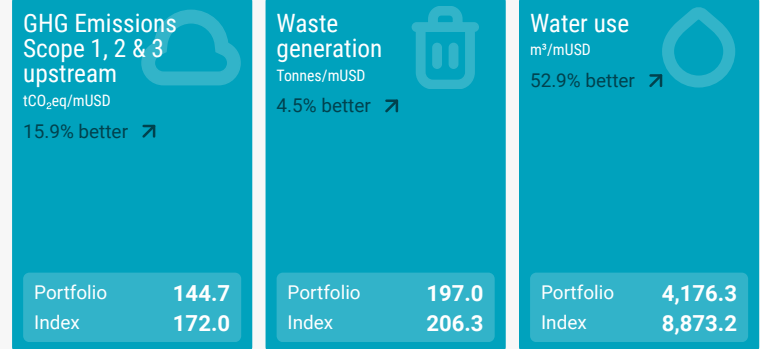 GHG Emissions
Scope 1, 2 & 3
upstream
tCO₂eq/mUSD
15.9% better
Portfolio 144.7
Index 172.0
Waste
generation
Tonnes/mUSD
4.5% better
Portfolio 197.0
Index 206.3
Water use
m³/mUSD
52.9% better
Portfolio 4,176.3
Index 8,873.2